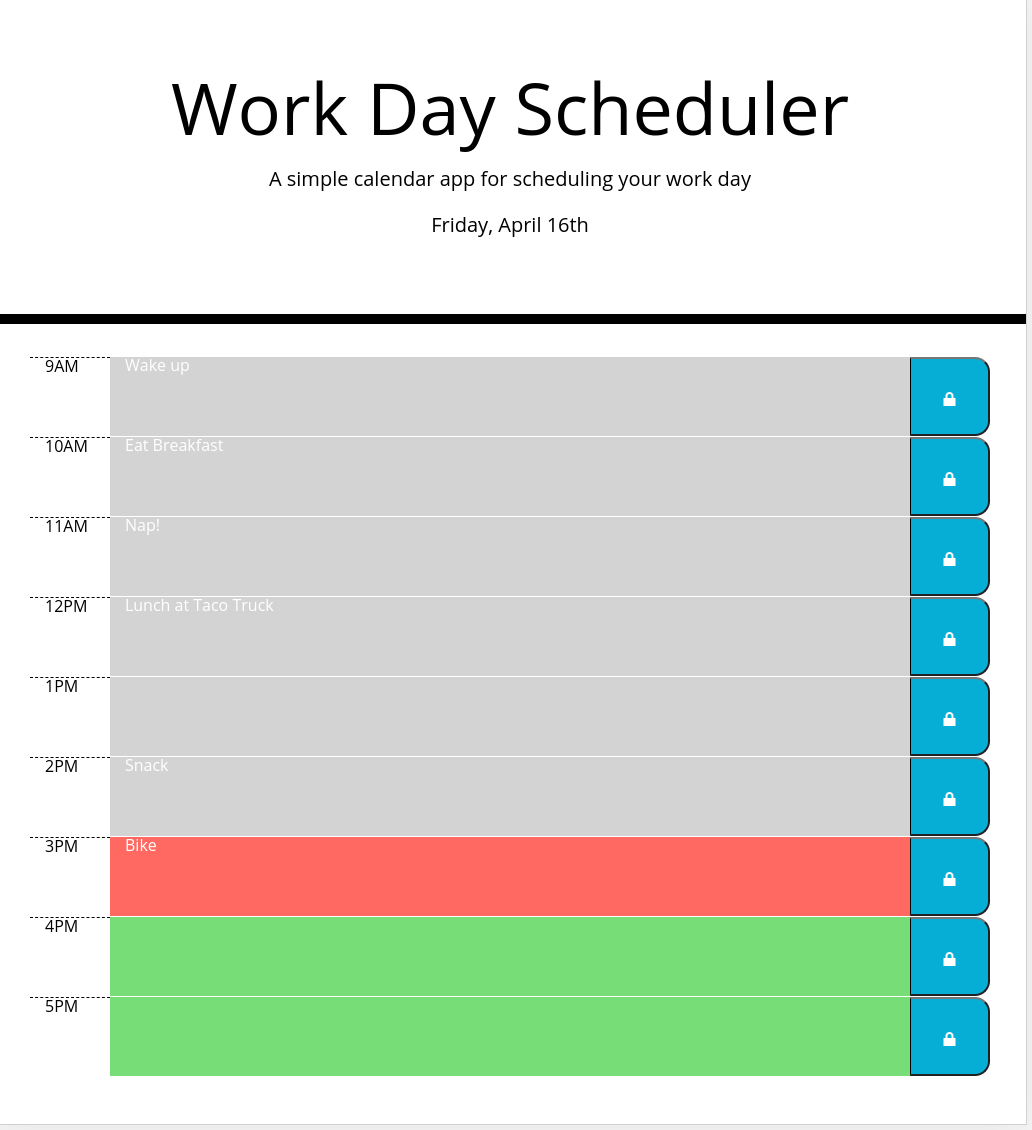 Work Day Scheduler
A simple calendar app for scheduling your work day
Friday, April 16th
9AM Wake up
10AM Eat Breakfast
11AM Nap!
12PM Lunch at Taco Truck
1PM
2PM Snack
3PM Bike
4PM
5PM